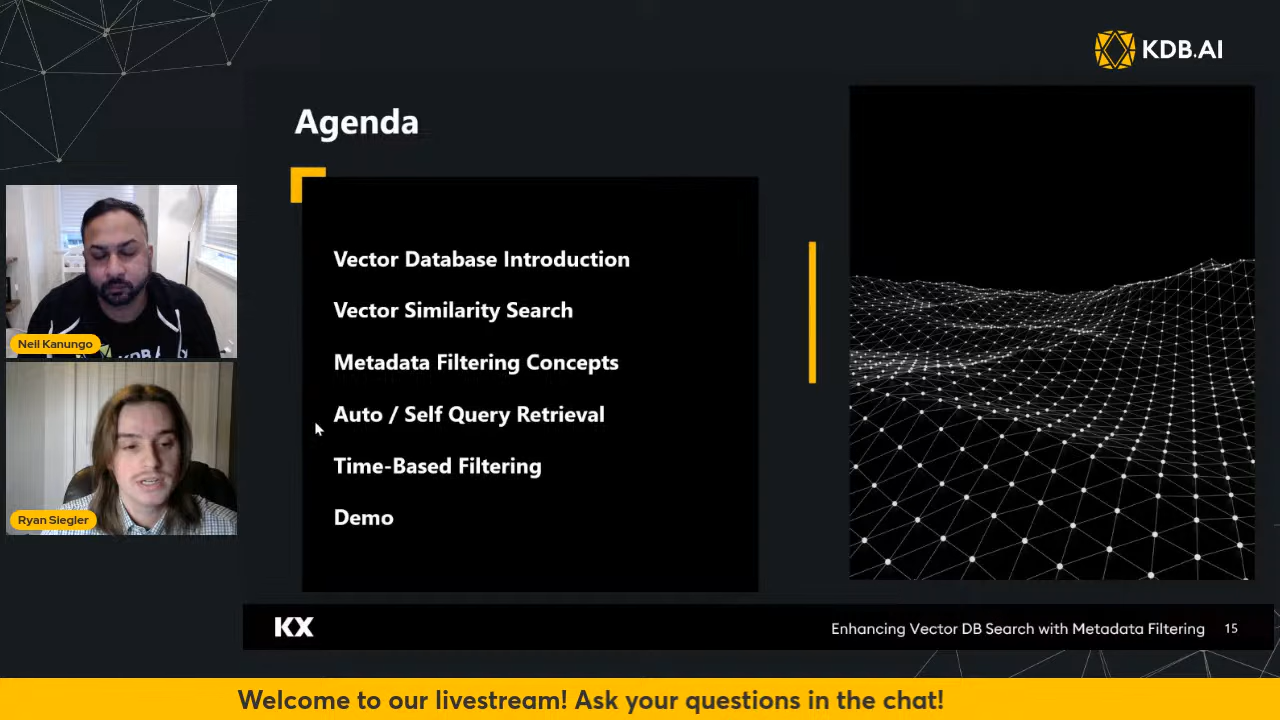 KDB.AI
Agenda
Vector Database Introduction
Vector Similarity Search
Metadata Filtering Concepts
Auto / Self Query Retrieval
Time-Based Filtering
Demo
Neil Kanungo
KDB
Ryan Siegler
KX
Enhancing Vector DB Search with Metadata Filtering 15
Welcome to our livestream! Ask your questions in the chat!